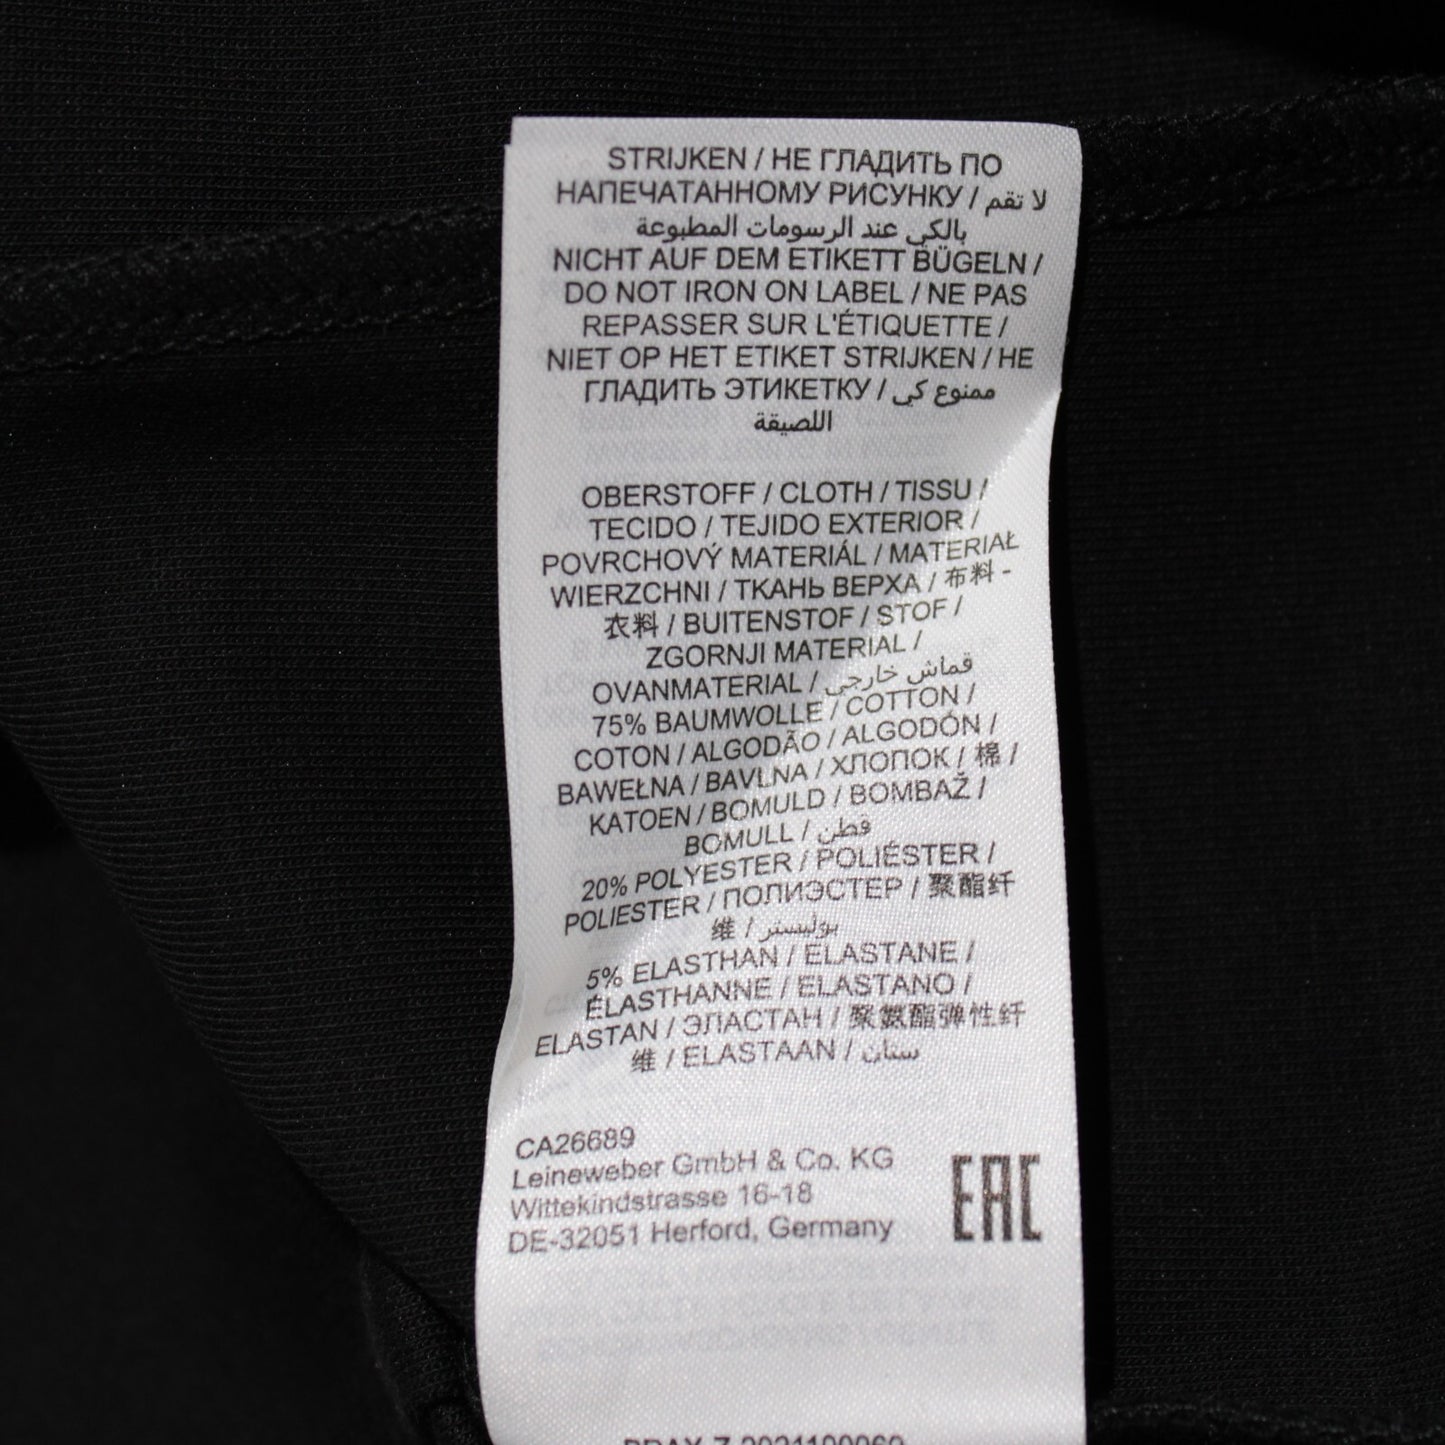 STRIJKEN / НЕ ГЛАДИТЬ ПО
НАПЕЧАТАННОМУ РИСУНКУ / لا تقم
بالكي عند الرسومات المطبوعة
NICHT AUF DEM ETIKETT BÜGELN /
DO NOT IRON ON LABEL / NE PAS
REPASSER SUR L'ÉTIQUETTE /
NIET OP HET ETIKET STRIJKEN / НЕ
ГЛАДИТЬ ЭТИКЕТКУ / ممنوع كي
اللصيقة
OBERSTOFF / CLOTH / TISSU /
TECIDO / TEJIDO EXTERIOR /
POVRCHOVÝ MATERIÁL / MATERIAŁ
WIERZCHNI / ТКАНЬ ВЕРХА / 布料 -
衣料 / BUITENSTOF / STOF /
ZGORNJI MATERIAL /
OVANMATERIAL / قماش خارجي
75% BAUMWOLLE / COTTON /
COTON / ALGODÃO / ALGODÓN /
BAWEŁNA / BAVLNA / ХЛОПОК / 棉 /
KATOEN / BOMULD / BOMBAŽ /
BOMULL / قطن
20% POLYESTER / POLIÉSTER /
POLIESTER / ПОЛИЭСТЕР / 聚酯纤
维 / بوليستر
5% ELASTHAN / ELASTANE /
ÉLASTHANNE / ELASTANO /
ELASTAN / ЭЛАСТАН / 聚氨酯弹性纤
维 / ELASTAAN / ستان
CA26689
Leineweber GmbH & Co. KG
Wittekindstrasse 16-18
DE-32051 Herford, Germany
EAC